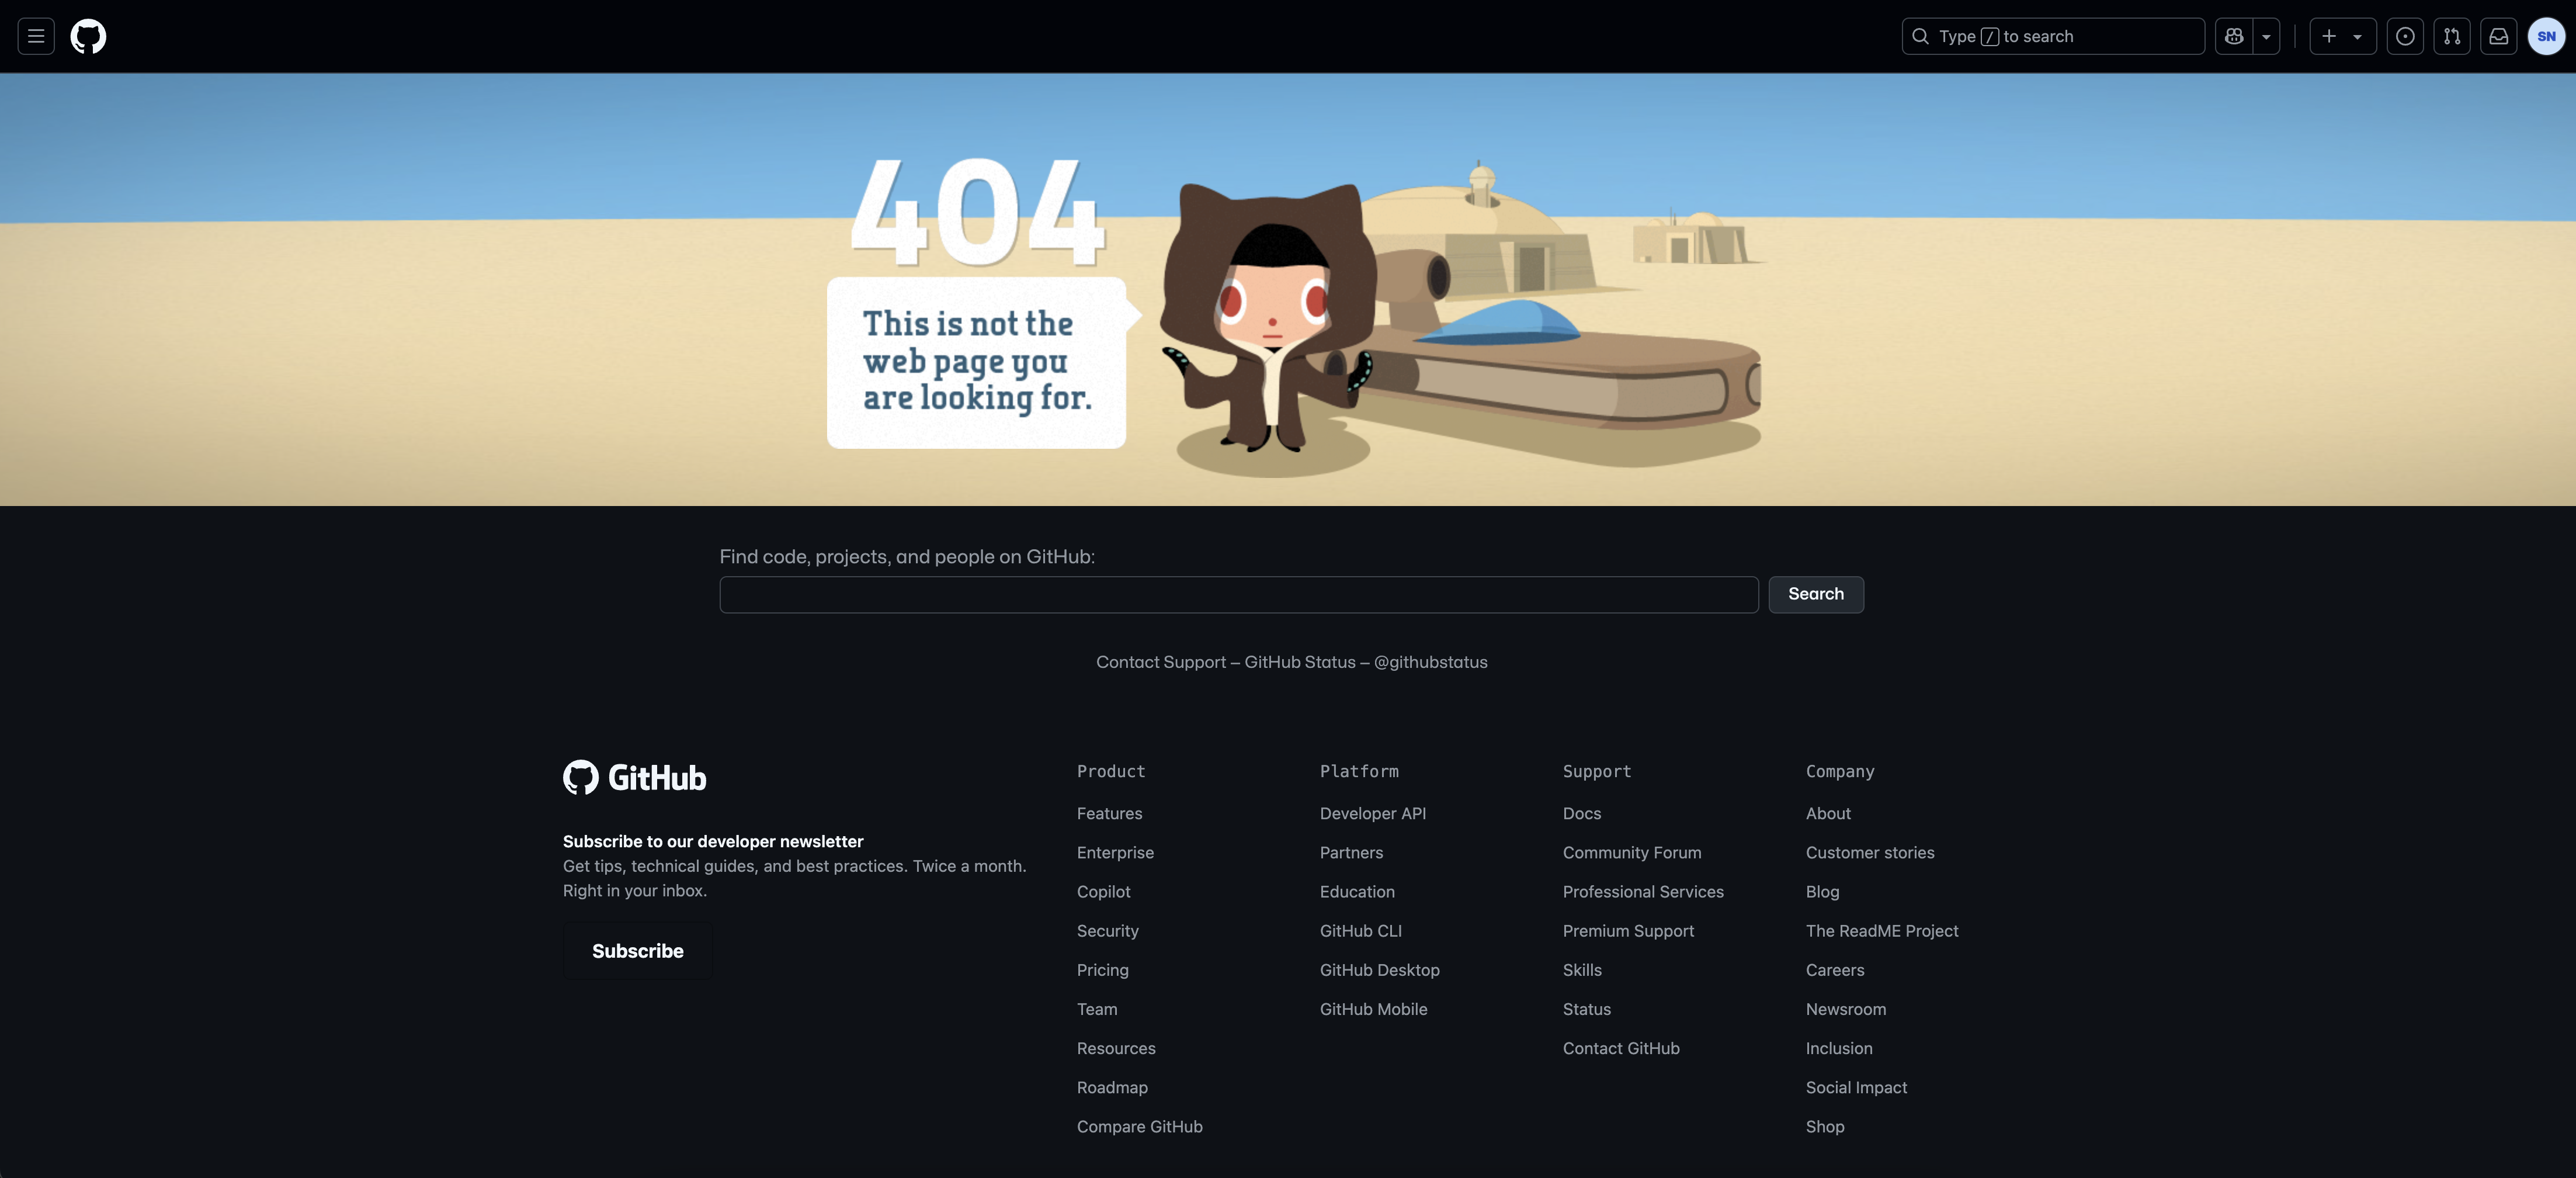 Type / to search
SN
404
This is not the
web page you
are looking for.
Find code, projects, and people on GitHub:
Search
Contact Support — GitHub Status — @githubstatus
GitHub
Subscribe to our developer newsletter
Get tips, technical guides, and best practices. Twice a month.
Right in your inbox.
Subscribe
Product
Features
Enterprise
Copilot
Security
Pricing
Team
Resources
Roadmap
Compare GitHub
Platform
Developer API
Partners
Education
GitHub CLI
GitHub Desktop
GitHub Mobile
Support
Docs
Community Forum
Professional Services
Premium Support
Skills
Status
Contact GitHub
Company
About
Customer stories
Blog
The ReadME Project
Careers
Newsroom
Inclusion
Social Impact
Shop